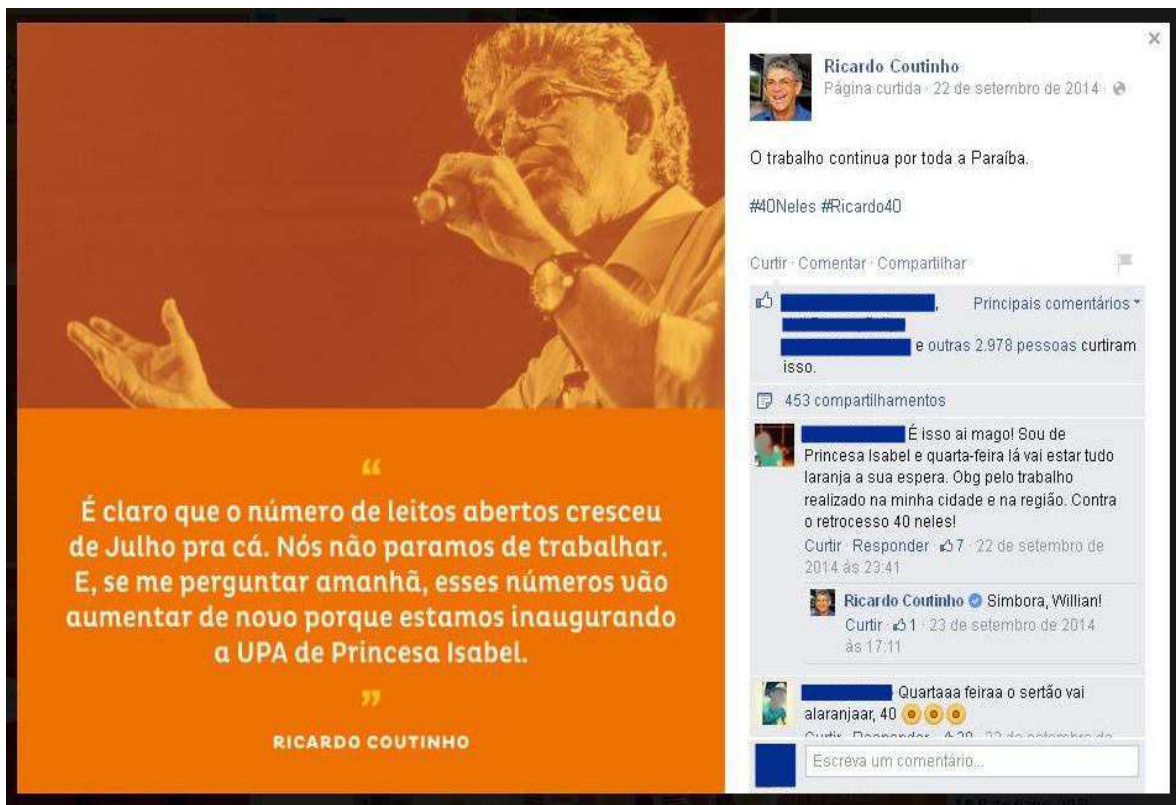 “
É claro que o número de leitos abertos cresceu
de Julho pra cá. Nós não paramos de trabalhar.
E, se me perguntar amanhã, esses números vão
aumentar de novo porque estamos inaugurando
a UPA de Princesa Isabel.
”
RICARDO COUTINHO
×
Ricardo Coutinho
Página curtida · 22 de setembro de 2014 ·
O trabalho continua por toda a Paraíba.
#40Neles #Ricardo40
Curtir · Comentar · Compartilhar
, Principais comentários
e outras 2.978 pessoas curtiram
isso.
453 compartilhamentos
É isso ai mago! Sou de
Princesa Isabel e quarta-feira lá vai estar tudo
laranja a sua espera. Obg pelo trabalho
realizado na minha cidade e na região. Contra
o retrocesso 40 neles!
Curtir · Responder · 7 · 22 de setembro de
2014 às 23:41
Ricardo Coutinho Simbora, Willian!
Curtir · 1 · 23 de setembro de 2014
às 17:11
Quartaaa feiraa o sertão vai
alaranjaar, 40
Curtir · Responder
Escreva um comentário...